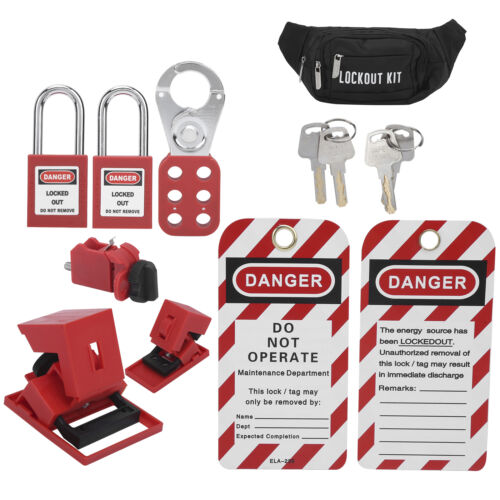 LOCKOUT KIT
DANGER
LOCKED
OUT
DO NOT REMOVE
DANGER
LOCKED
OUT
DO NOT REMOVE
DANGER
DO
NOT
OPERATE
Maintenance Department
This lock / tag may
only be removed by:
Name
Dept
Expected Completion
DANGER
The energy source has
been LOCKEDOUT.
Unauthorized removal of
this lock / tag may result
in immediate discharge
Remarks: